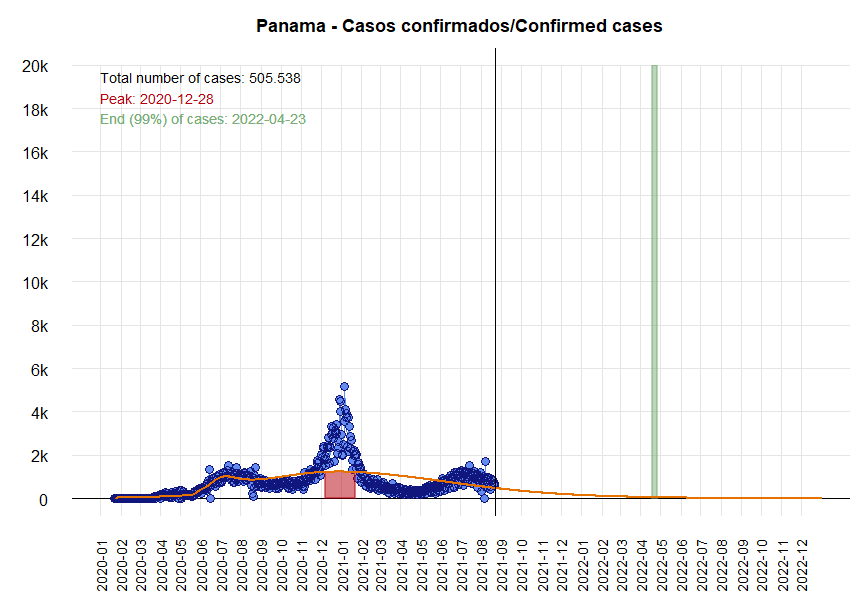 Panama - Casos confirmados/Confirmed cases
20k
18k
16k
14k
12k
10k
8k
6k
4k
2k
0
Total number of cases: 505.538
Peak: 2020-12-28
End (99%) of cases: 2022-04-23
2020-01
2020-02
2020-03
2020-04
2020-05
2020-06
2020-07
2020-08
2020-09
2020-10
2020-11
2020-12
2021-01
2021-02
2021-03
2021-04
2021-05
2021-06
2021-07
2021-08
2021-09
2021-10
2021-11
2021-12
2022-01
2022-02
2022-03
2022-04
2022-05
2022-06
2022-07
2022-08
2022-09
2022-10
2022-11
2022-12